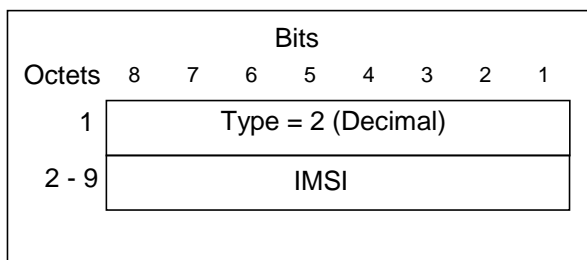 Bits
Octets 8 7 6 5 4 3 2 1
1 Type = 2 (Decimal)
2 - 9 IMSI